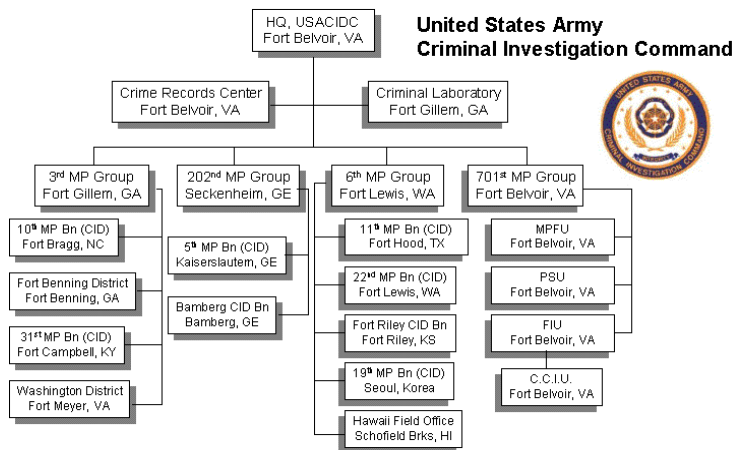 United States Army
Criminal Investigation Command
HQ, USACIDC
Fort Belvoir, VA
Crime Records Center
Fort Belvoir, VA
Criminal Laboratory
Fort Gillem, GA
UNITED STATES ARMY
CRIMINAL INVESTIGATION COMMAND
3rd MP Group
Fort Gillem, GA
202nd MP Group
Seckenheim, GE
6th MP Group
Fort Lewis, WA
701st MP Group
Fort Belvoir, VA
10th MP Bn (CID)
Fort Bragg, NC
Fort Benning District
Fort Benning, GA
31st MP Bn (CID)
Fort Campbell, KY
Washington District
Fort Meyer, VA
5th MP Bn (CID)
Kaiserslautern, GE
Bamberg CID Bn
Bamberg, GE
11th MP Bn (CID)
Fort Hood, TX
22nd MP Bn (CID)
Fort Lewis, WA
Fort Riley CID Bn
Fort Riley, KS
19th MP Bn (CID)
Seoul, Korea
Hawaii Field Office
Schofield Brks, HI
MPFU
Fort Belvoir, VA
PSU
Fort Belvoir, VA
FIU
Fort Belvoir, VA
C.C.I.U.
Fort Belvoir, VA